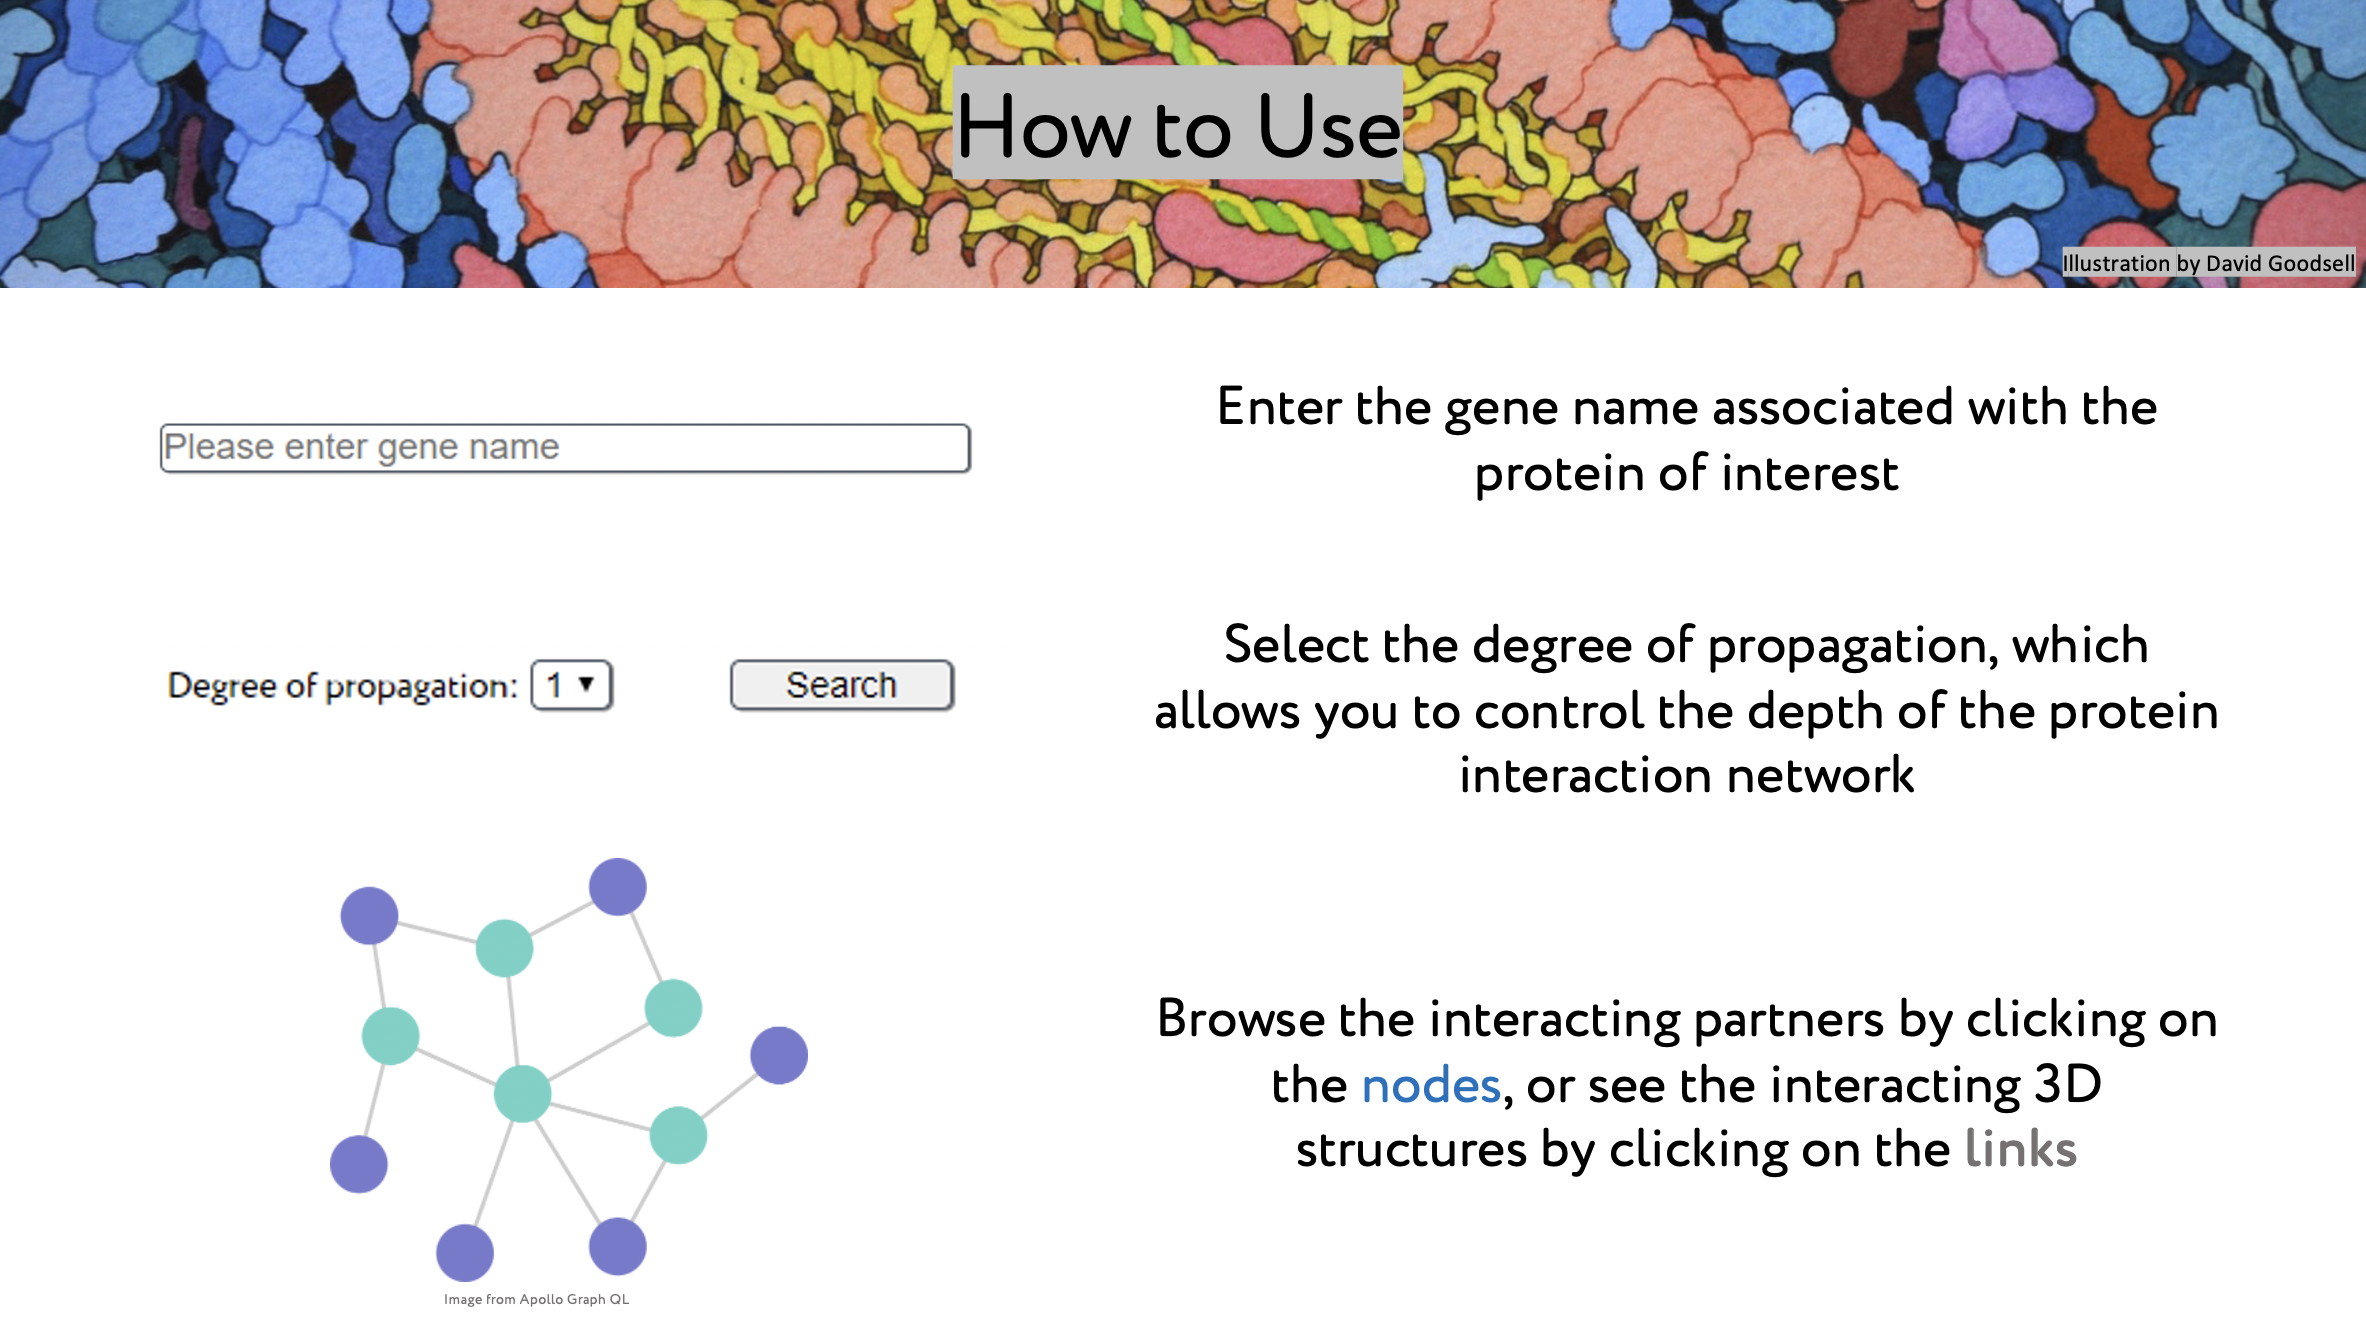 How to Use
Illustration by David Goodsell
Please enter gene name
Enter the gene name associated with the
protein of interest
Degree of propagation: 1 ▼
Search
Select the degree of propagation, which
allows you to control the depth of the protein
interaction network
Browse the interacting partners by clicking on
the nodes, or see the interacting 3D
structures by clicking on the links
Image from Apollo Graph QL